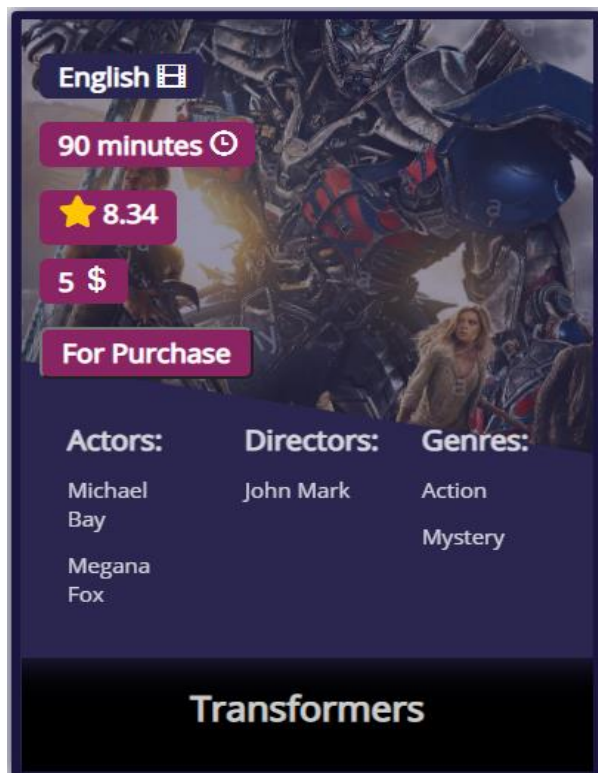 English
90 minutes
8.34
5 $
For Purchase
Actors: Directors: Genres:
Michael Bay John Mark Action
Megana Fox Mystery
Transformers